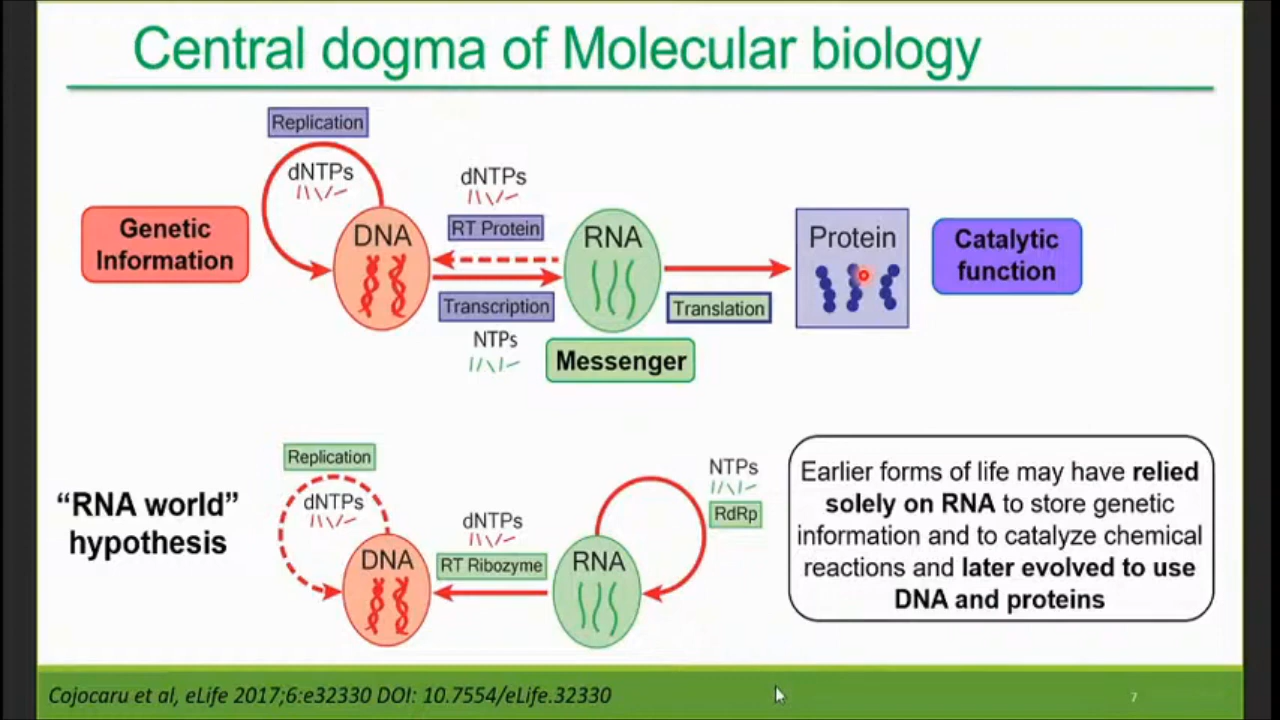 Central dogma of Molecular biology
Replication
dNTPs
dNTPs
Genetic
Information
DNA
RT Protein
RNA
Protein
Catalytic
function
Transcription
Translation
NTPs
Messenger
Replication
dNTPs
"RNA world"
hypothesis
dNTPs
DNA
RT Ribozyme
RNA
NTPs
RdRp
Earlier forms of life may have relied
solely on RNA to store genetic
information and to catalyze chemical
reactions and later evolved to use
DNA and proteins
Cojocaru et al, eLife 2017;6:e32330 DOI: 10.7554/eLife.32330
7